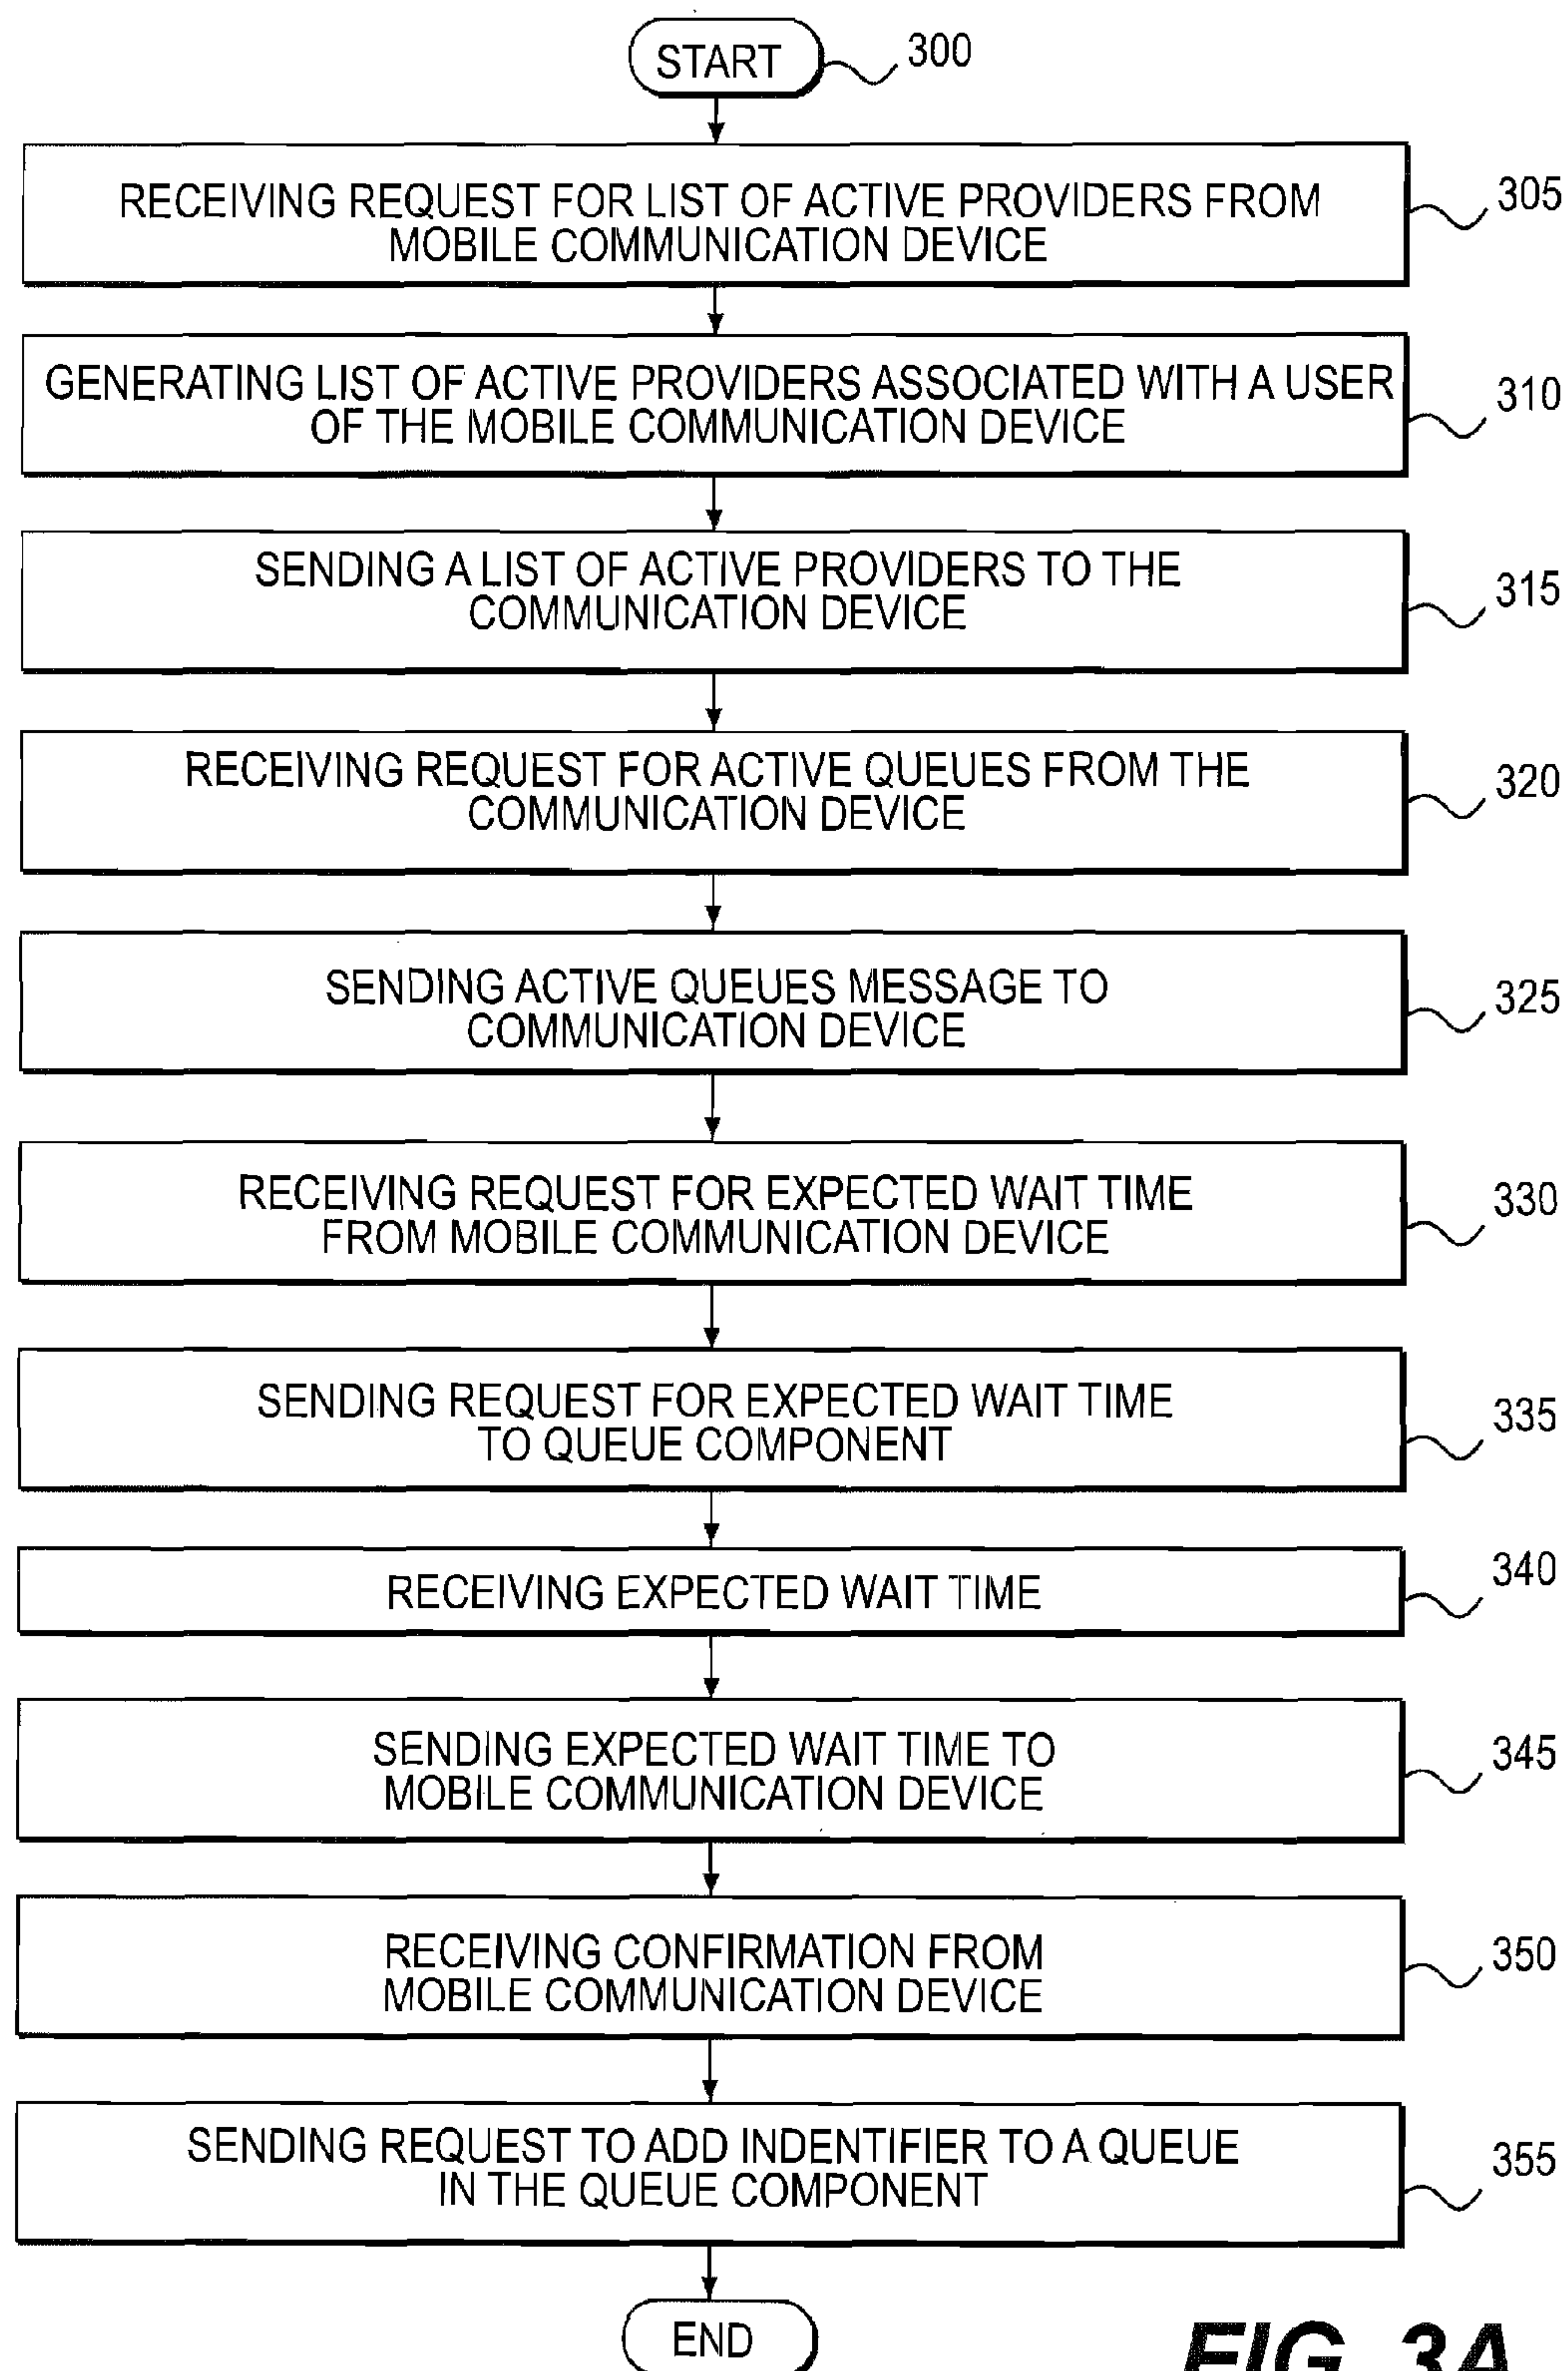 START
300
RECEIVING REQUEST FOR LIST OF ACTIVE PROVIDERS FROM
MOBILE COMMUNICATION DEVICE
305
GENERATING LIST OF ACTIVE PROVIDERS ASSOCIATED WITH A USER
OF THE MOBILE COMMUNICATION DEVICE
310
SENDING A LIST OF ACTIVE PROVIDERS TO THE
COMMUNICATION DEVICE
315
RECEIVING REQUEST FOR ACTIVE QUEUES FROM THE
COMMUNICATION DEVICE
320
SENDING ACTIVE QUEUES MESSAGE TO
COMMUNICATION DEVICE
325
RECEIVING REQUEST FOR EXPECTED WAIT TIME
FROM MOBILE COMMUNICATION DEVICE
330
SENDING REQUEST FOR EXPECTED WAIT TIME
TO QUEUE COMPONENT
335
RECEIVING EXPECTED WAIT TIME
340
SENDING EXPECTED WAIT TIME TO
MOBILE COMMUNICATION DEVICE
345
RECEIVING CONFIRMATION FROM
MOBILE COMMUNICATION DEVICE
350
SENDING REQUEST TO ADD INDENTIFIER TO A QUEUE
IN THE QUEUE COMPONENT
355
END
FIG. 3A